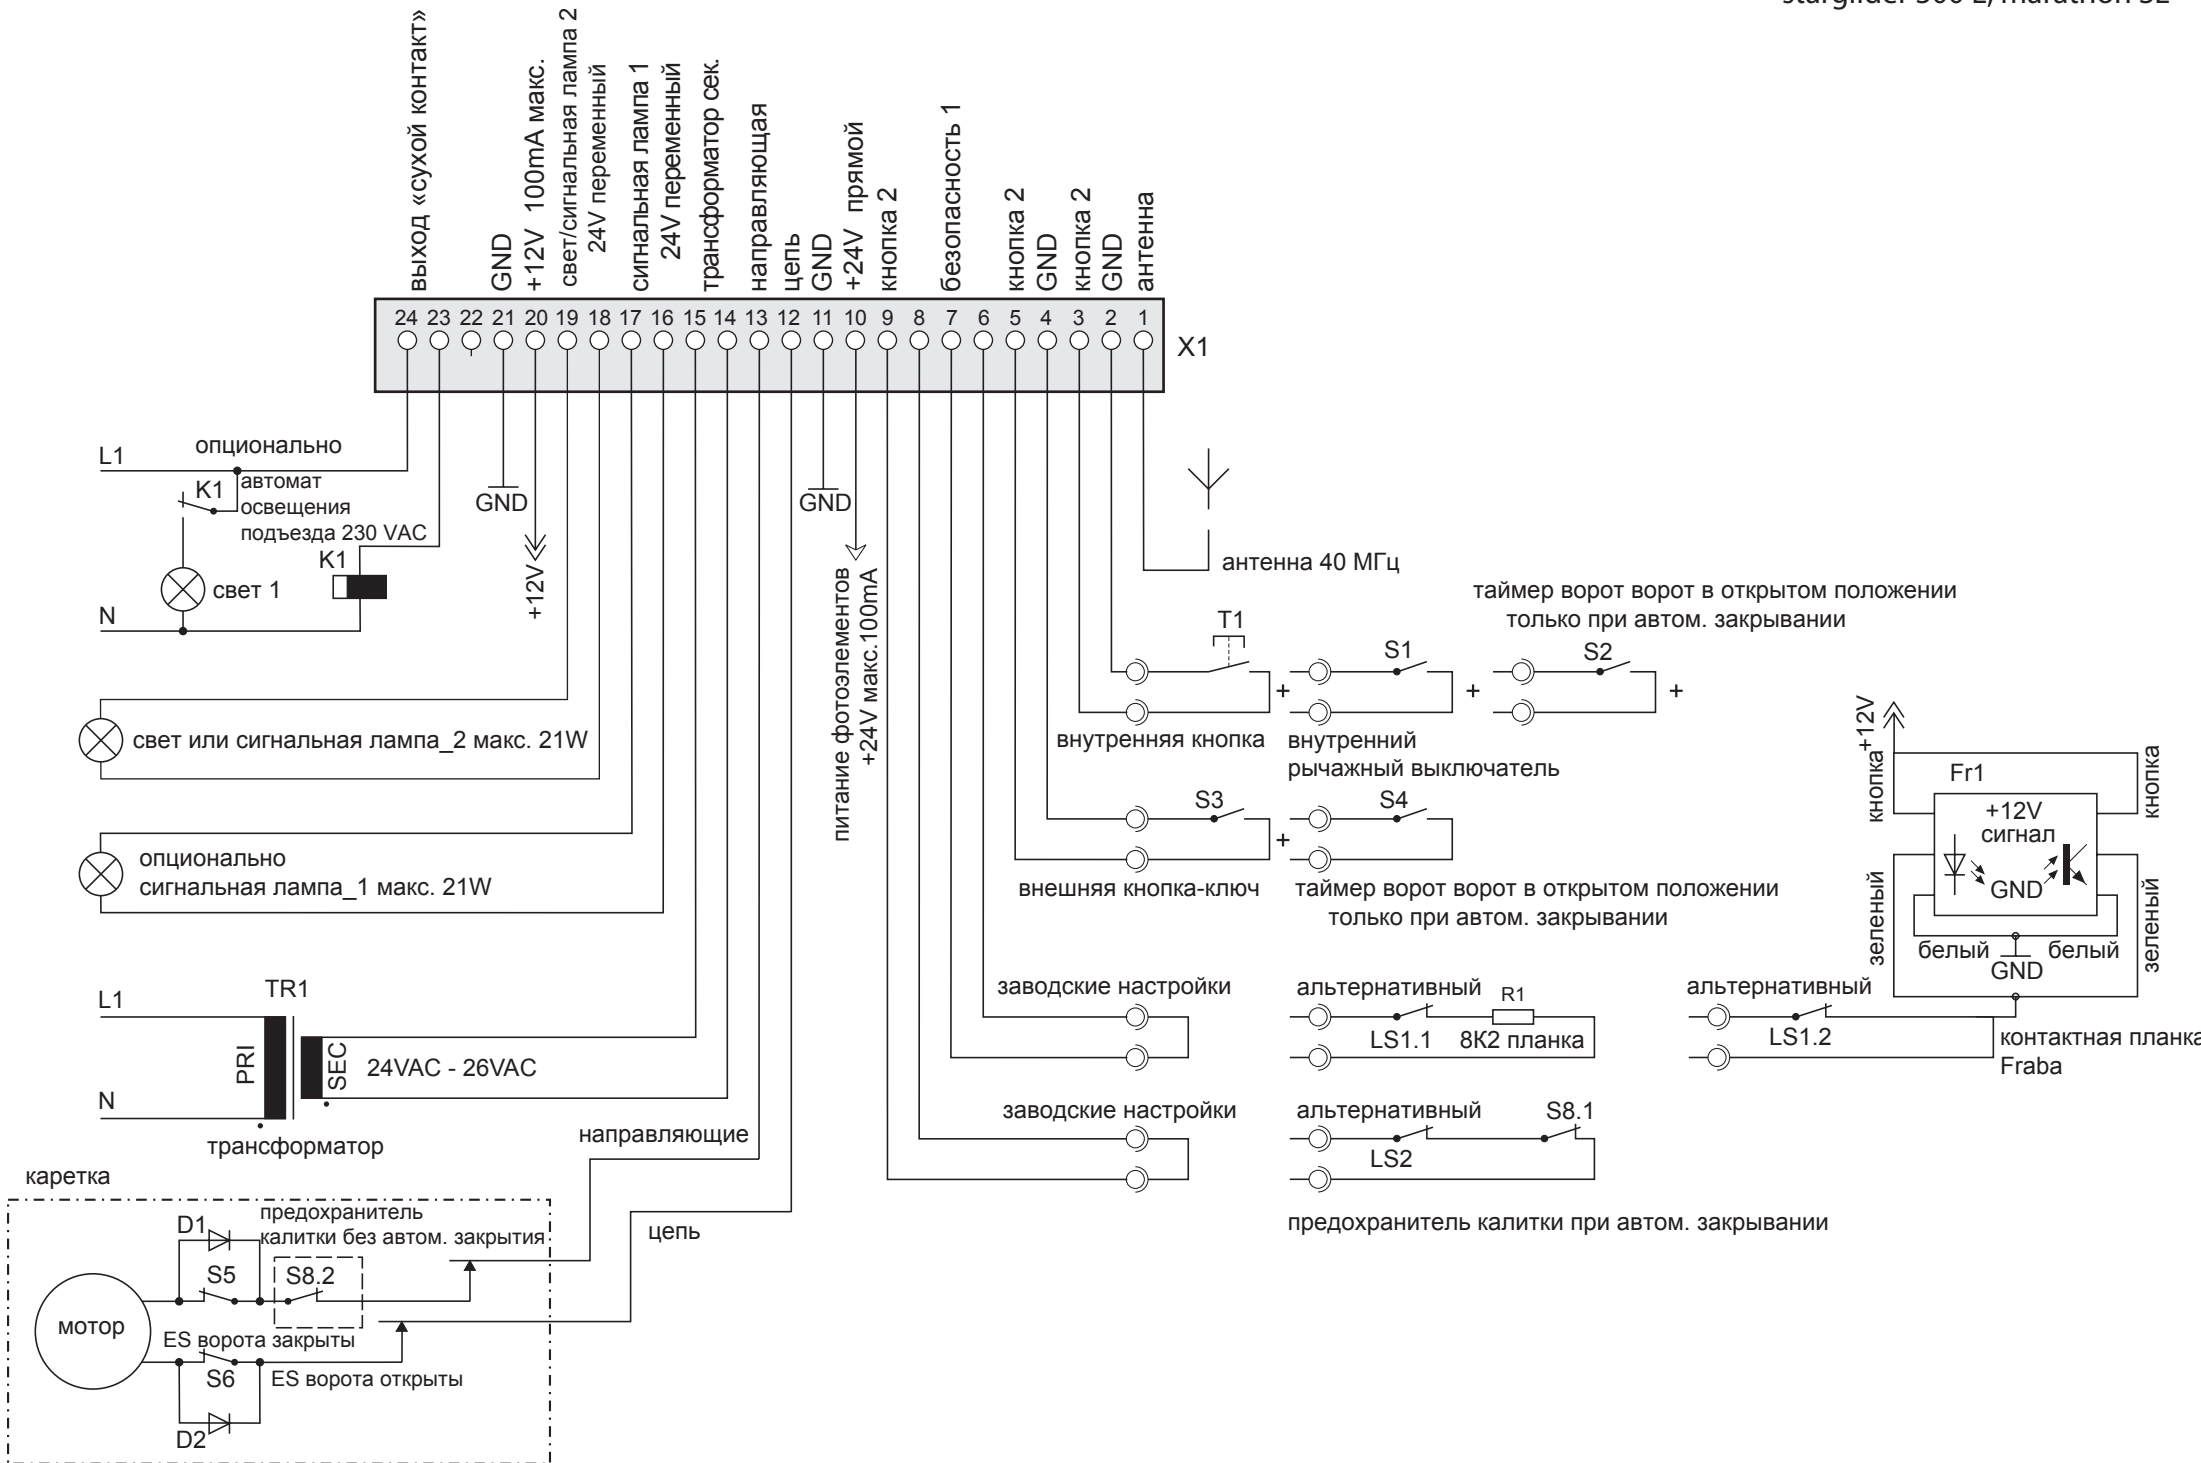 выход «сухой контакт»
GND
+12V 100mA макс.
свет/сигнальная лампа 2
24V переменный
сигнальная лампа 1
24V переменный
трансформатор сек.
направляющая
цепь
GND
+24V прямой
кнопка 2
безопасность 1
кнопка 2
GND
кнопка 2
GND
антенна
24 23 22 21 20 19 18 17 16 15 14 13 12 11 10 9 8 7 6 5 4 3 2 1
X1
L1
опционально
K1
автомат
освещения
подъезда 230 VAC
K1
свет 1
N
GND
+12V
GND
питание фотоэлементов
+24V макс.100mA
антенна 40 МГц
таймер ворот ворот в открытом положении
только при автом. закрывании
T1
S1
S2
+
+
+
внутренняя кнопка
внутренний
рычажный выключатель
свет или сигнальная лампа_2 макс. 21W
S3
S4
+
внешняя кнопка-ключ
таймер ворот ворот в открытом положении
только при автом. закрывании
опционально
сигнальная лампа_1 макс. 21W
+12V
кнопка
Fr1
кнопка
+12V
сигнал
GND
зеленый
зеленый
белый
белый
GND
заводские настройки
альтернативный
R1
LS1.1
8К2 планка
альтернативный
LS1.2
контактная планка
Fraba
L1
TR1
PRI
SEC
24VAC - 26VAC
N
трансформатор
заводские настройки
альтернативный
S8.1
LS2
предохранитель калитки при автом. закрывании
направляющие
цепь
каретка
D1
предохранитель
калитки без автом. закрытия
S5
S8.2
мотор
ES ворота закрыты
S6
ES ворота открыты
D2